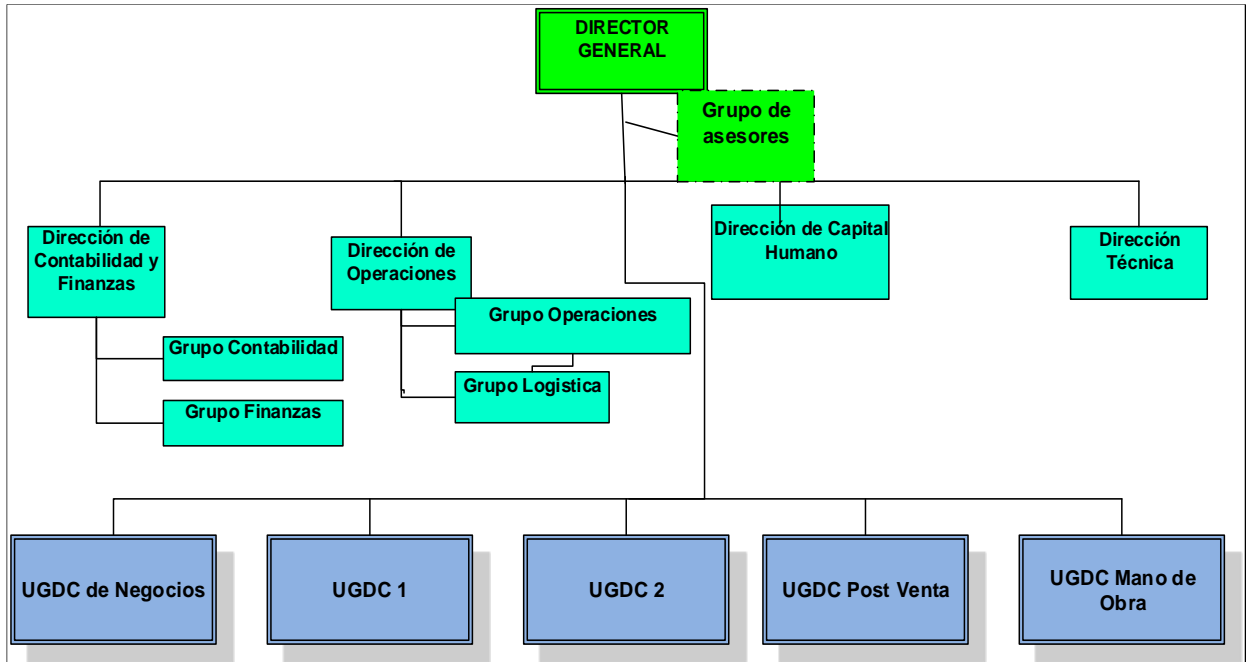 DIRECTOR
GENERAL
Grupo de
asesores
Dirección de
Contabilidad y
Finanzas
Dirección de
Operaciones
Dirección de Capital
Humano
Dirección
Técnica
Grupo Operaciones
Grupo Contabilidad
Grupo Logistica
Grupo Finanzas
UGDC de Negocios
UGDC 1
UGDC 2
UGDC Post Venta
UGDC Mano de
Obra